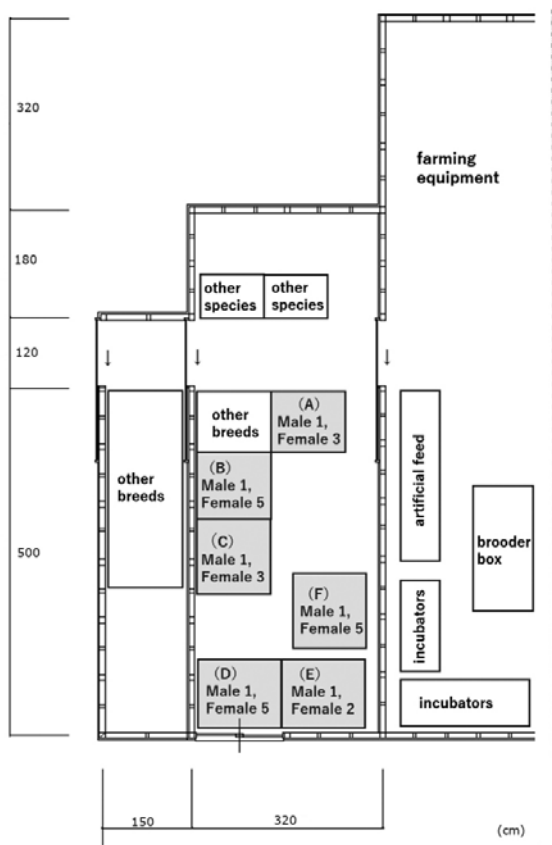 320
farming
equipment
180
other
species
other
species
120
↓
↓
↓
other
breeds
(A)
Male 1,
Female 3
other
breeds
(B)
Male 1,
Female 5
artificial feed
(C)
Male 1,
Female 3
brooder
box
500
(F)
Male 1,
Female 5
incubators
(D)
Male 1,
Female 5
(E)
Male 1,
Female 2
incubators
150
320
(cm)